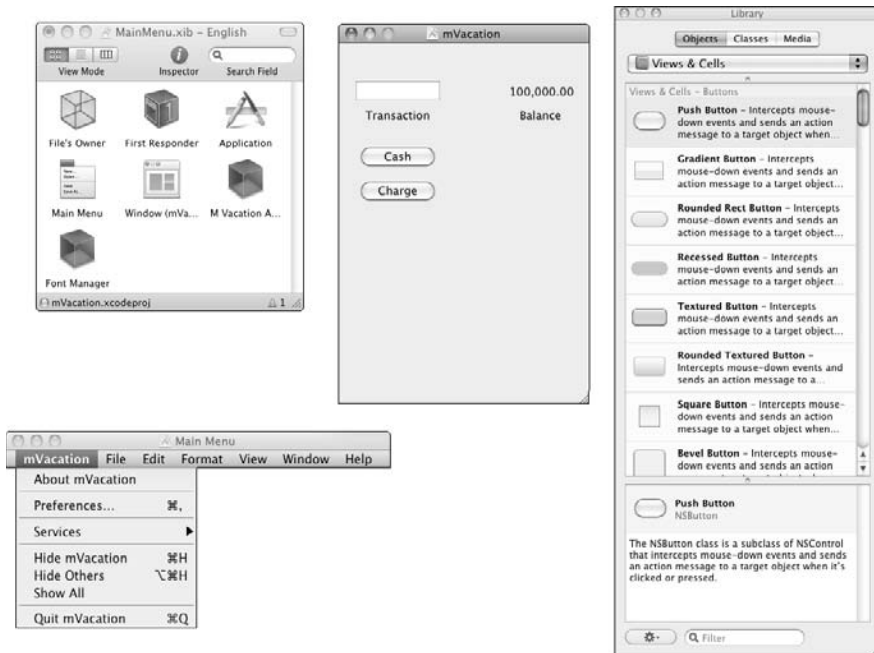 MainMenu.xib – English
View Mode
Inspector
Search Field
File's Owner
First Responder
Application
Main Menu
Window (mVa...
M Vacation A...
Font Manager
mVacation.xcodeproj
1
mVacation
100,000.00
Transaction
Balance
Cash
Charge
Main Menu
mVacation File Edit Format View Window Help
About mVacation
Preferences... ⌘,
Services
Hide mVacation ⌘H
Hide Others ⌥⌘H
Show All
Quit mVacation ⌘Q
Library
Objects Classes Media
Views & Cells
Views & Cells – Buttons
Push Button – Intercepts mouse-
down events and sends an action
message to a target object when...
Gradient Button – Intercepts
mouse-down events and sends an
action message to a target object...
Rounded Rect Button – Intercepts
mouse-down events and sends an
action message to a target object...
Recessed Button – Intercepts
mouse-down events and sends an
action message to a target object...
Textured Button – Intercepts
mouse-down events and sends an
action message to a target object...
Rounded Textured Button –
Intercepts mouse-down events and
sends an action message to a...
Square Button – Intercepts mouse-
down events and sends an action
message to a target object when...
Bevel Button – Intercepts mouse-
down events and sends an action
Push Button
NSButton
The NSButton class is a subclass of NSControl
that intercepts mouse-down events and sends
an action message to a target object when it's
clicked or pressed.
Filter